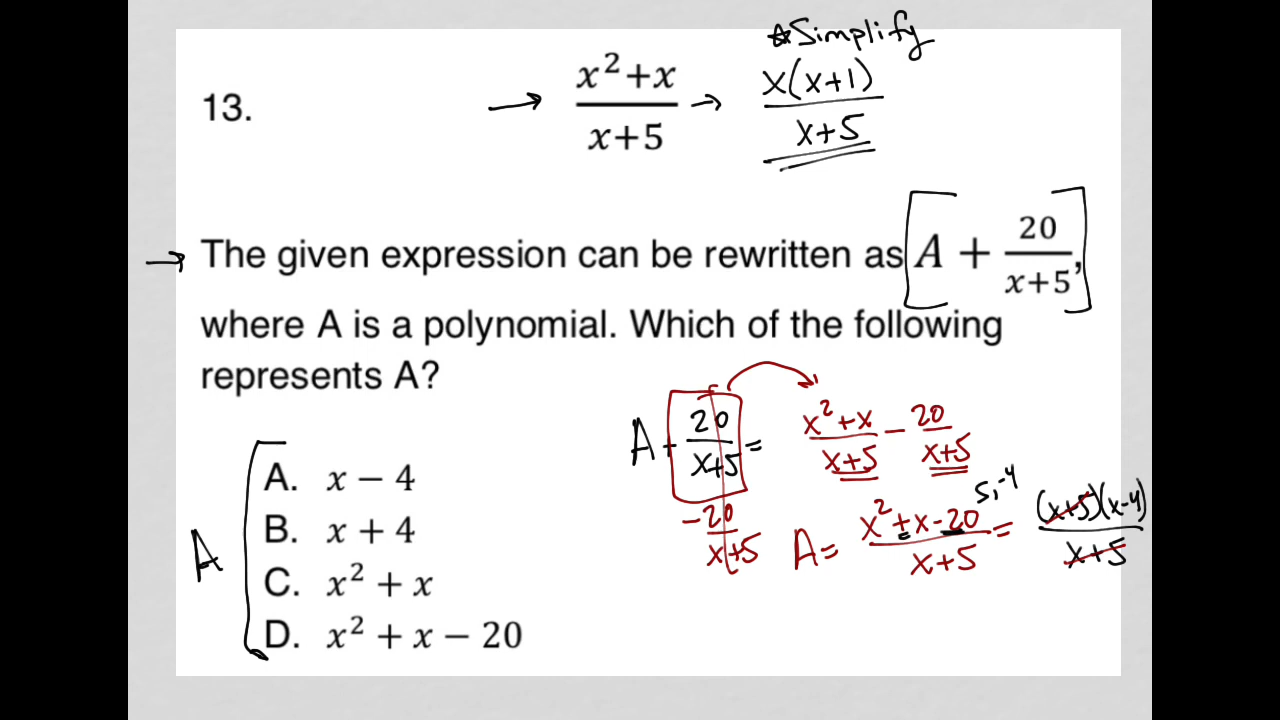 ☆Simplify
13. → x²+x / x+5 → x(x+1) / x+5
→ The given expression can be rewritten as [A + 20 / x+5,]
where A is a polynomial. Which of the following
represents A?
A + 20 / x+5 = x²+x / x+5 − 20 / x+5
−20 / x+5
5, -4
A = x²+x-20 / x+5 = (x+5)(x-4) / x+5
A
A. x − 4
B. x + 4
C. x² + x
D. x² + x − 20